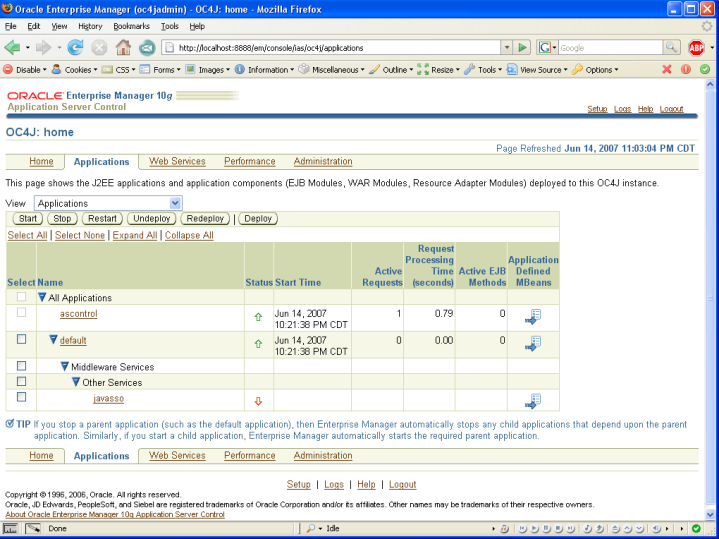 Oracle Enterprise Manager (oc4jadmin) - OC4J: home - Mozilla Firefox
File Edit View History Bookmarks Tools Help
http://localhost:8888/em/console/ias/oc4j/applications
Google
ABP
Disable Cookies CSS Forms Images Information Miscellaneous Outline Resize Tools View Source Options
ORACLE Enterprise Manager 10g
Application Server Control
Setup Logs Help Logout
OC4J: home
Page Refreshed Jun 14, 2007 11:03:04 PM CDT
Home Applications Web Services Performance Administration
This page shows the J2EE applications and application components (EJB Modules, WAR Modules, Resource Adapter Modules) deployed to this OC4J instance.
View Applications
Start Stop Restart Undeploy Redeploy | Deploy
Select All | Select None | Expand All | Collapse All
Select Name Status Start Time Active Requests Request Processing Time (seconds) Active EJB Methods Application Defined MBeans
All Applications
ascontrol Jun 14, 2007 10:21:38 PM CDT 1 0.79 0
default Jun 14, 2007 10:21:38 PM CDT 0 0.00 0
Middleware Services
Other Services
javasso
TIP If you stop a parent application (such as the default application), then Enterprise Manager automatically stops any child applications that depend upon the parent
application. Similarly, if you start a child application, Enterprise Manager automatically starts the required parent application.
Home Applications Web Services Performance Administration
Setup | Logs | Help | Logout
Copyright © 1996, 2006, Oracle. All rights reserved.
Oracle, JD Edwards, PeopleSoft, and Siebel are registered trademarks of Oracle Corporation and/or its affiliates. Other names may be trademarks of their respective owners.
About Oracle Enterprise Manager 10g Application Server Control
Done
Idle